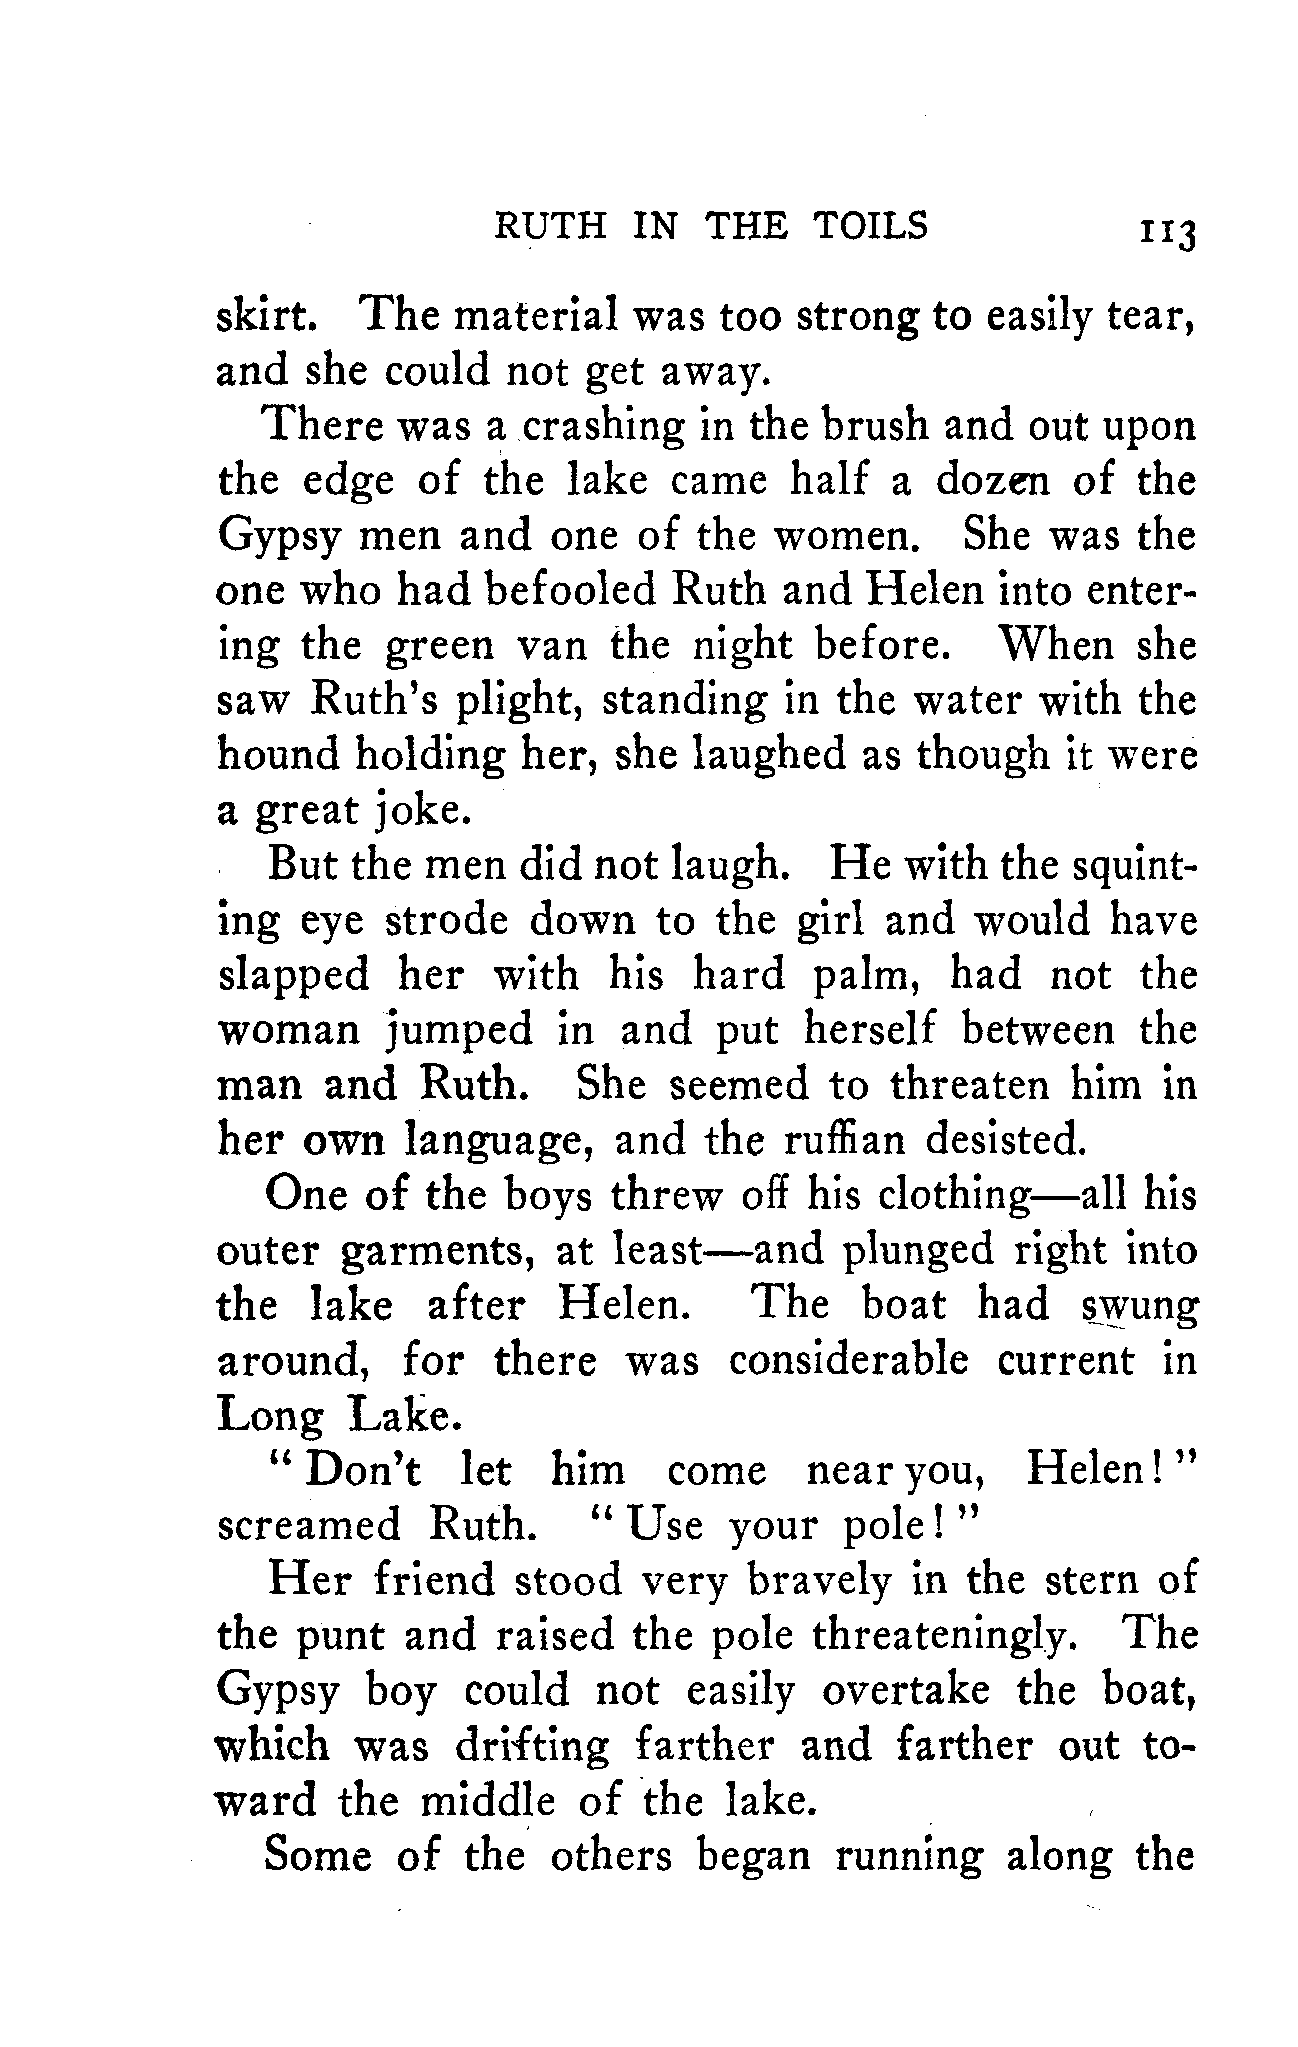 RUTH IN THE TOILS 113
skirt. The material was too strong to easily tear,
and she could not get away.
There was a crashing in the brush and out upon
the edge of the lake came half a dozen of the
Gypsy men and one of the women. She was the
one who had befooled Ruth and Helen into enter-
ing the green van the night before. When she
saw Ruth's plight, standing in the water with the
hound holding her, she laughed as though it were
a great joke.
But the men did not laugh. He with the squint-
ing eye strode down to the girl and would have
slapped her with his hard palm, had not the
woman jumped in and put herself between the
man and Ruth. She seemed to threaten him in
her own language, and the ruffian desisted.
One of the boys threw off his clothing—all his
outer garments, at least—and plunged right into
the lake after Helen. The boat had swung
around, for there was considerable current in
Long Lake.
" Don't let him come near you, Helen! "
screamed Ruth. " Use your pole! "
Her friend stood very bravely in the stern of
the punt and raised the pole threateningly. The
Gypsy boy could not easily overtake the boat,
which was drifting farther and farther out to-
ward the middle of the lake.
Some of the others began running along the